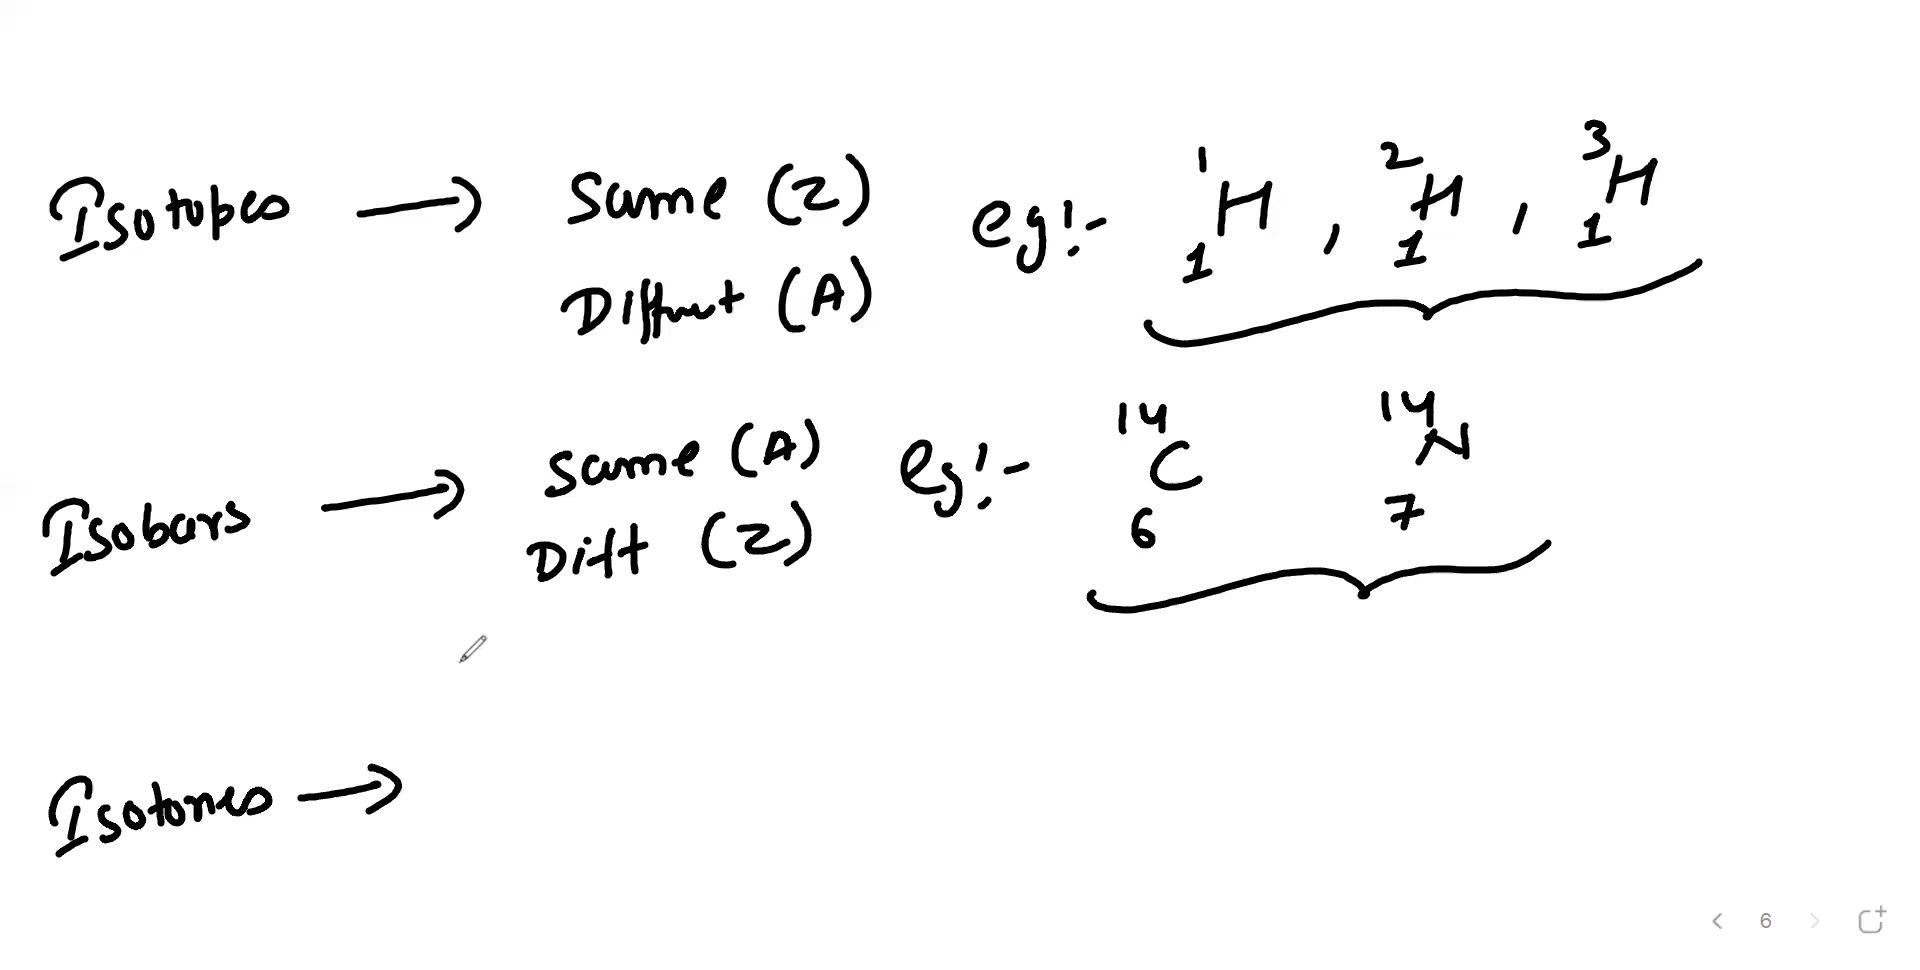 Isotopes → Same (Z) eg:- ¹₁H , ²₁H , ³₁H
Different (A)
Isobars → Same (A) eg:- ¹⁴₆C ¹⁴₇N
Diff (Z)
Isotones →
6